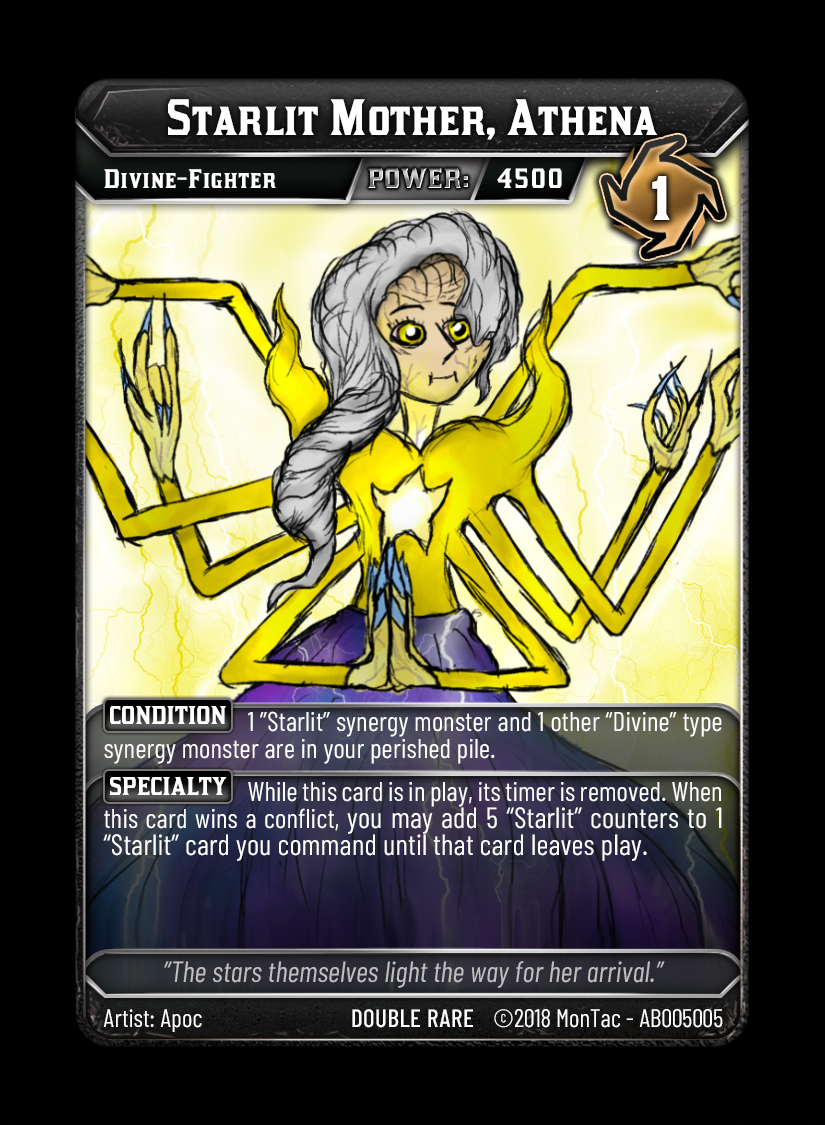 Starlit Mother, Athena
Divine-Fighter POWER: 4500
1
CONDITION 1 "Starlit" synergy monster and 1 other "Divine" type
synergy monster are in your perished pile.
SPECIALTY While this card is in play, its timer is removed. When
this card wins a conflict, you may add 5 "Starlit" counters to 1
"Starlit" card you command until that card leaves play.
"The stars themselves light the way for her arrival."
Artist: Apoc DOUBLE RARE ©2018 MonTac - AB005005